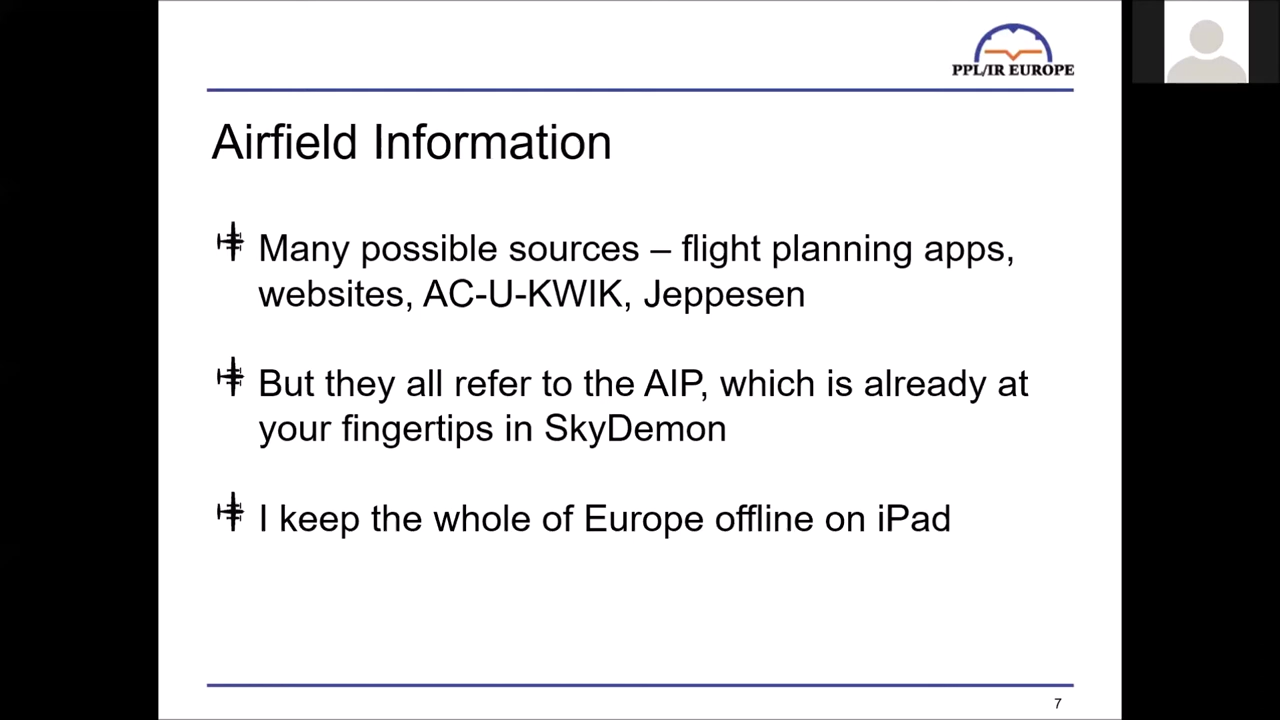 PPL/IR EUROPE
Airfield Information
Many possible sources – flight planning apps,
websites, AC-U-KWIK, Jeppesen
But they all refer to the AIP, which is already at
your fingertips in SkyDemon
I keep the whole of Europe offline on iPad
7